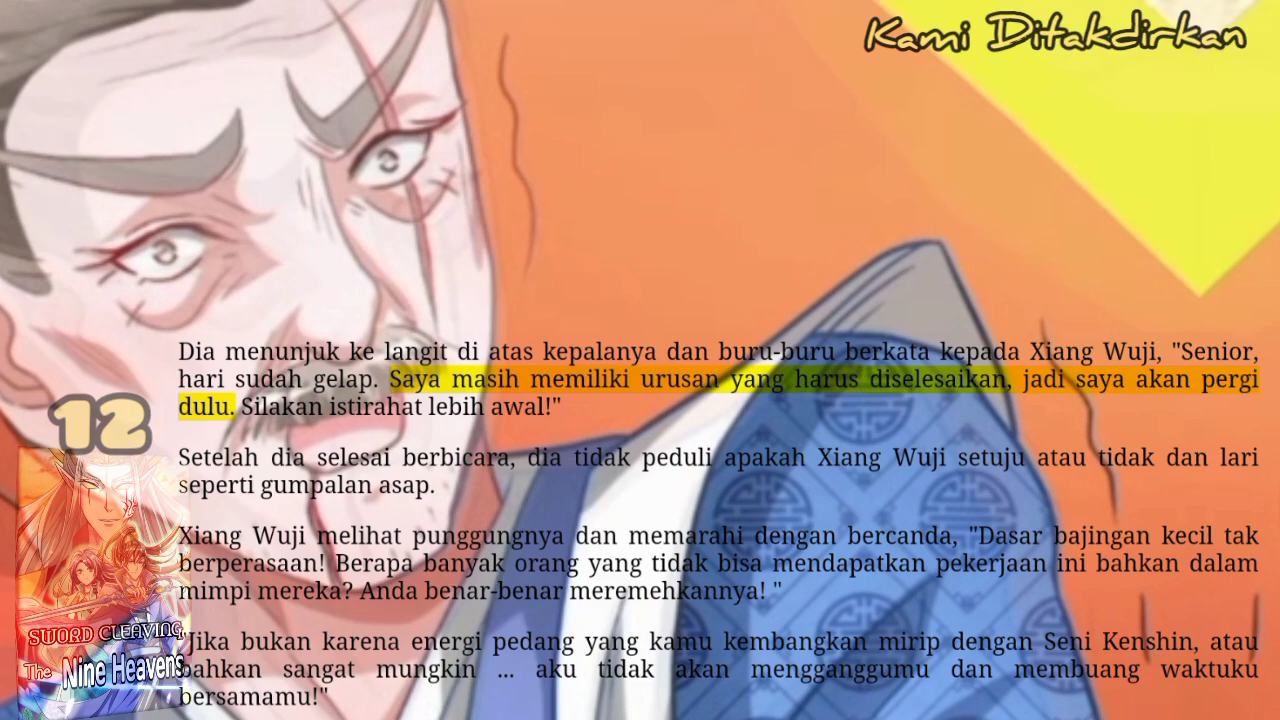 Kami Ditakdirkan
Dia menunjuk ke langit di atas kepalanya dan buru-buru berkata kepada Xiang Wuji, "Senior,
hari sudah gelap. Saya masih memiliki urusan yang harus diselesaikan, jadi saya akan pergi
dulu. Silakan istirahat lebih awal!"
Setelah dia selesai berbicara, dia tidak peduli apakah Xiang Wuji setuju atau tidak dan lari
seperti gumpalan asap.
Xiang Wuji melihat punggungnya dan memarahi dengan bercanda, "Dasar bajingan kecil tak
berperasaan! Berapa banyak orang yang tidak bisa mendapatkan pekerjaan ini bahkan dalam
mimpi mereka? Anda benar-benar meremehkannya! "
"Jika bukan karena energi pedang yang kamu kembangkan mirip dengan Seni Kenshin, atau
bahkan sangat mungkin ... aku tidak akan mengganggumu dan membuang waktuku
bersamamu!"
12
SWORD CLEAVING
The Nine Heavens